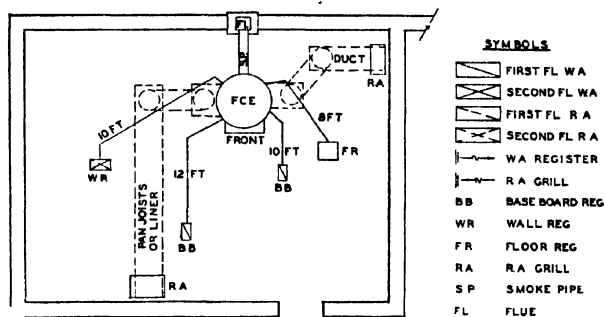 FL
SP
DUCT
RA
FCE
FRONT
10 FT
8 FT
WR
12 FT
10 FT
FR
BB
BB
PAN JOISTS
OR LINER
RA
SYMBOLS
FIRST FL WA
SECOND FL WA
FIRST FL R A
SECOND FL RA
WA REGISTER
R A GRILL
BB BASE BOARD REG
WR WALL REG
FR FLOOR REG
RA R.A GRILL
SP SMOKE PIPE
FL FLUE